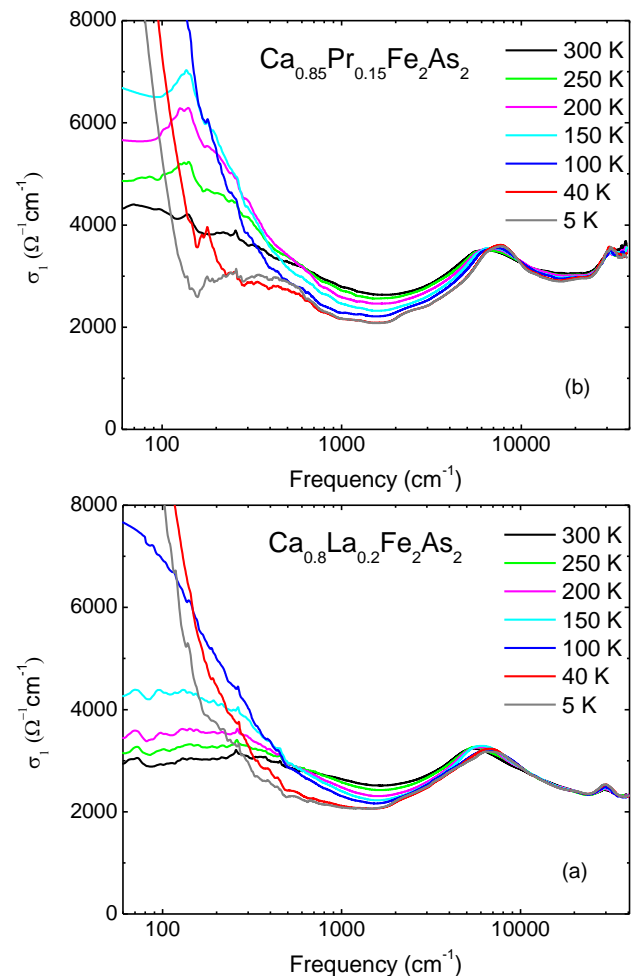 8000
6000
4000
2000
0
σ₁ (Ω⁻¹cm⁻¹)
Ca₀.₈₅Pr₀.₁₅Fe₂As₂
300 K
250 K
200 K
150 K
100 K
40 K
5 K
(b)
100 1000 10000
Frequency (cm⁻¹)
8000
6000
4000
2000
0
σ₁ (Ω⁻¹cm⁻¹)
Ca₀.₈La₀.₂Fe₂As₂
300 K
250 K
200 K
150 K
100 K
40 K
5 K
(a)
100 1000 10000
Frequency (cm⁻¹)